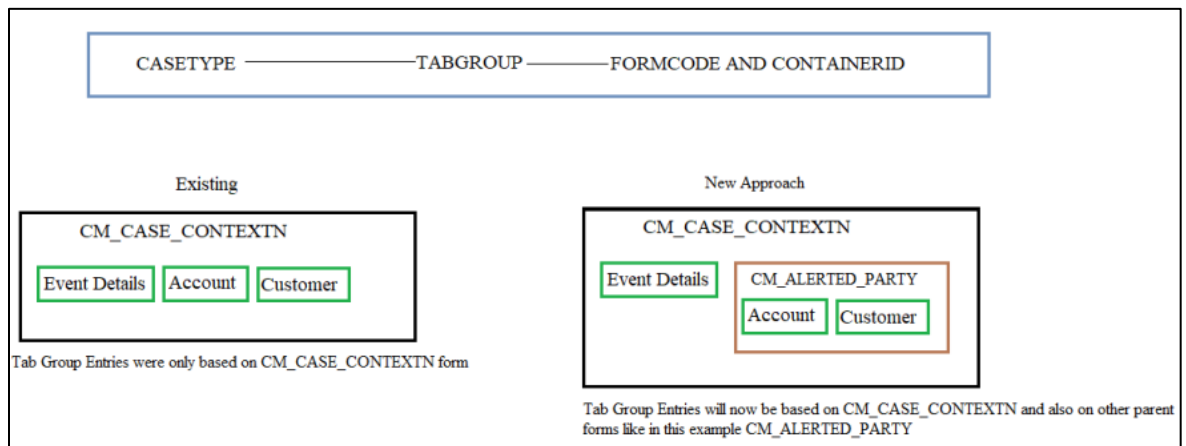 CASETYPE TABGROUP FORMCODE AND CONTAINERID
Existing
CM_CASE_CONTEXTN
Event Details Account Customer
Tab Group Entries were only based on CM_CASE_CONTEXTN form
New Approach
CM_CASE_CONTEXTN
Event Details
CM_ALERTED_PARTY
Account Customer
Tab Group Entries will now be based on CM_CASE_CONTEXTN and also on other parent
forms like in this example CM_ALERTED_PARTY